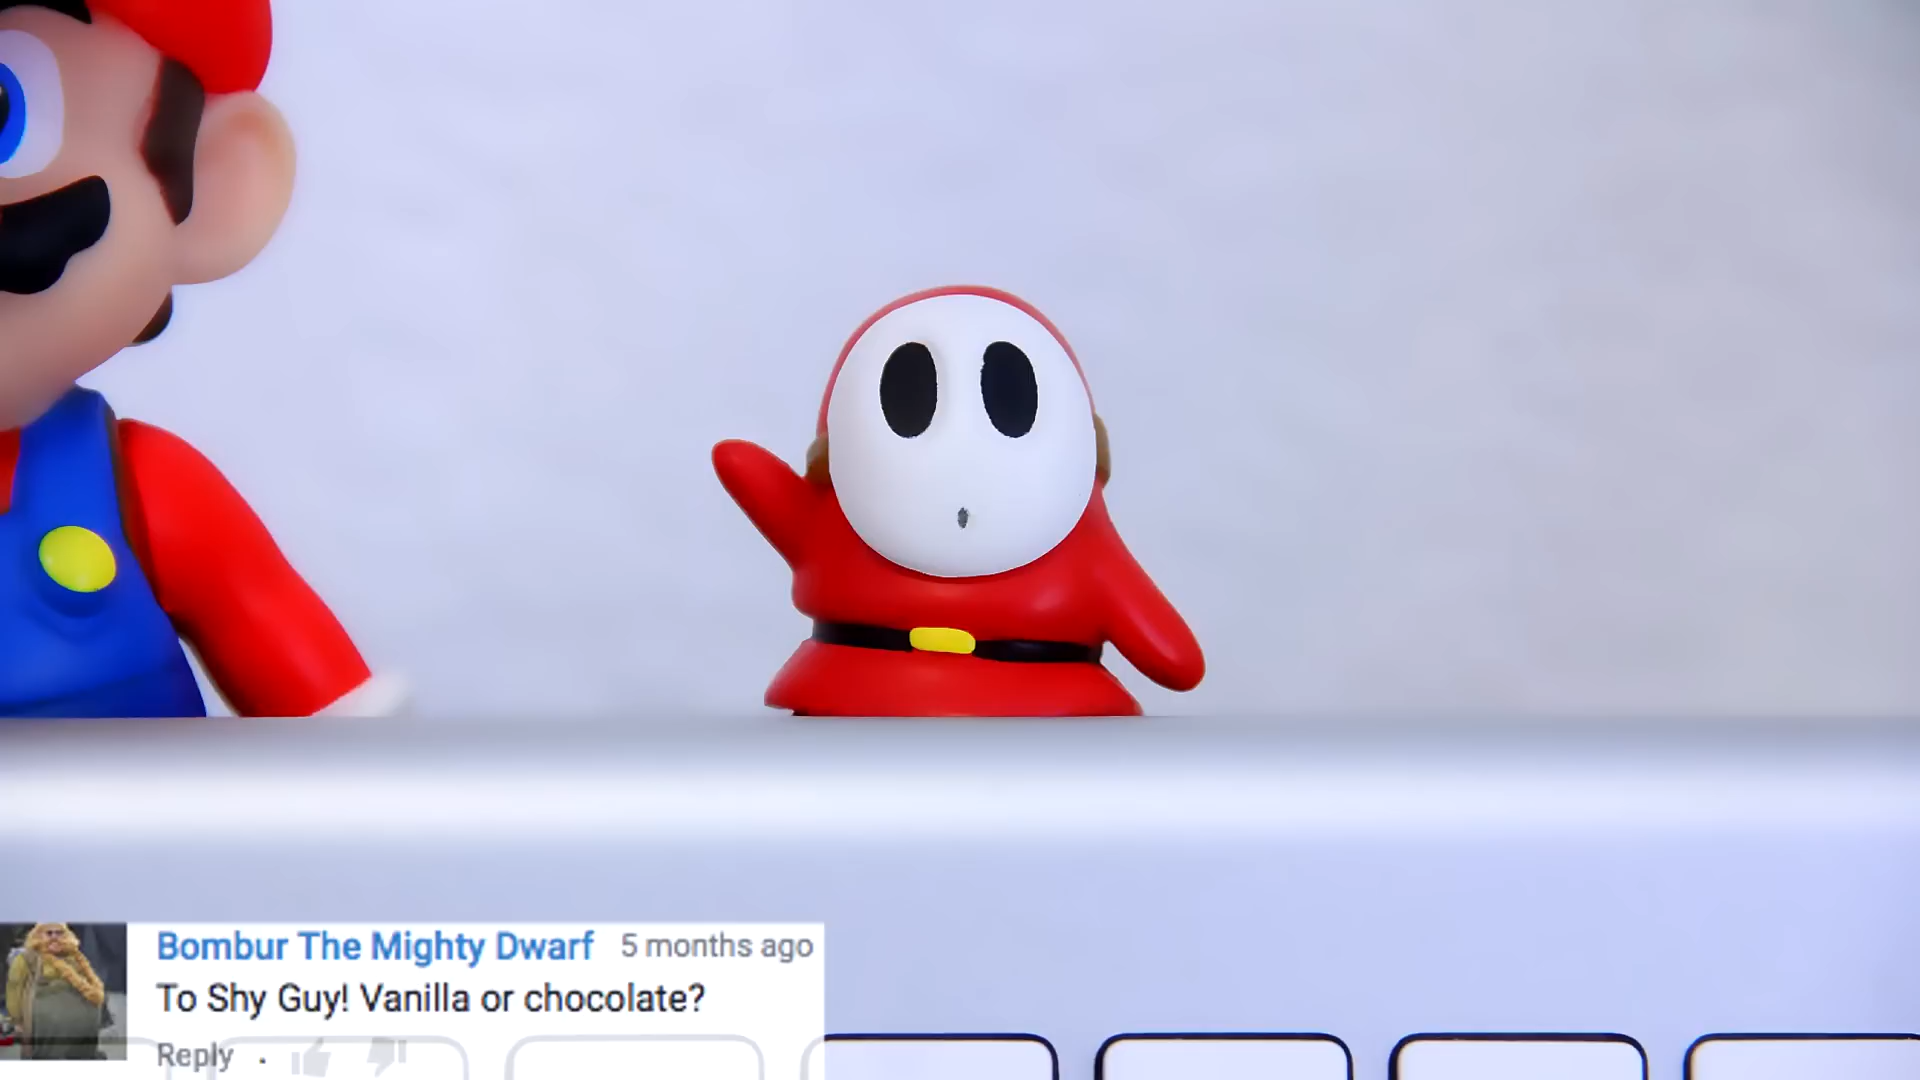 Bombur The Mighty Dwarf 5 months ago
To Shy Guy! Vanilla or chocolate?
Reply .